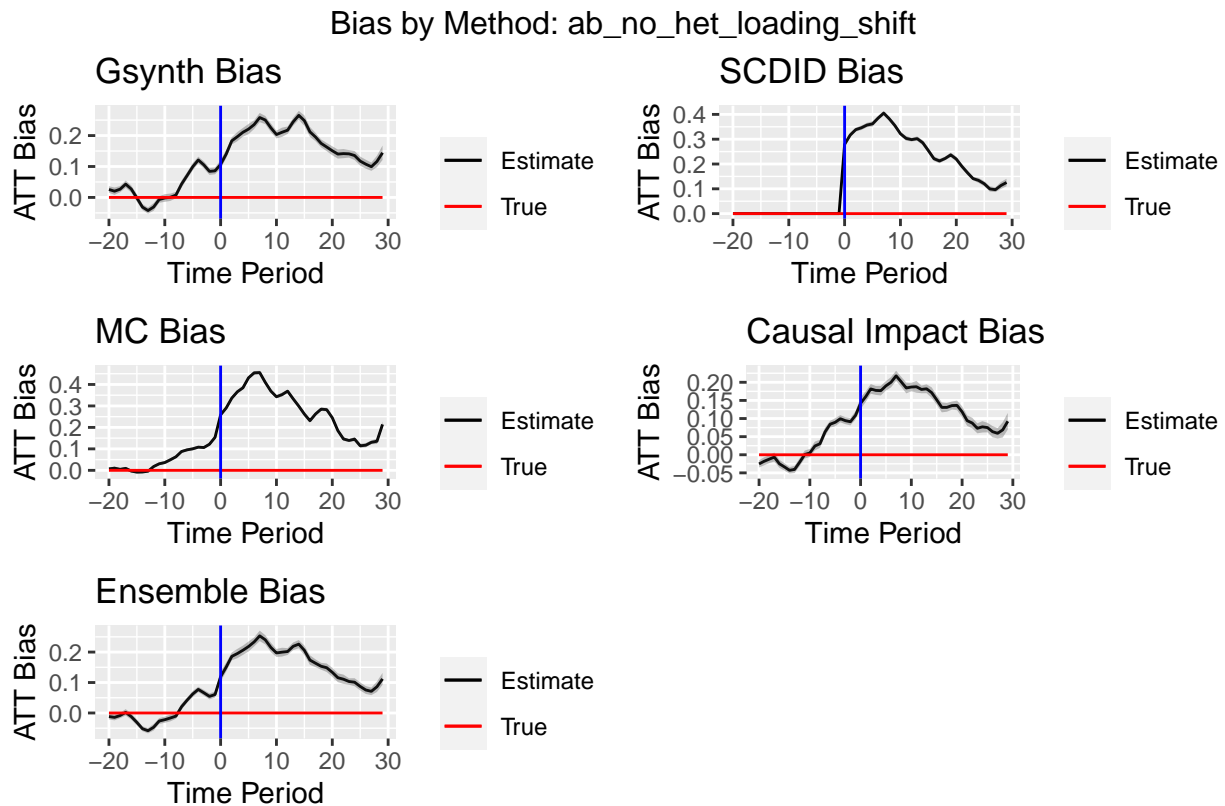 Bias by Method: ab_no_het_loading_shift
Gsynth Bias
ATT Bias
0.2
0.1
0.0
−20 −10 0 10 20 30
Time Period
Estimate
True
SCDID Bias
ATT Bias
0.4
0.3
0.2
0.1
0.0
−20 −10 0 10 20 30
Time Period
Estimate
True
MC Bias
ATT Bias
0.4
0.3
0.2
0.1
0.0
−20 −10 0 10 20 30
Time Period
Estimate
True
Causal Impact Bias
ATT Bias
0.20
0.15
0.10
0.05
0.00
−0.05
−20 −10 0 10 20 30
Time Period
Estimate
True
Ensemble Bias
ATT Bias
0.2
0.1
0.0
−20 −10 0 10 20 30
Time Period
Estimate
True